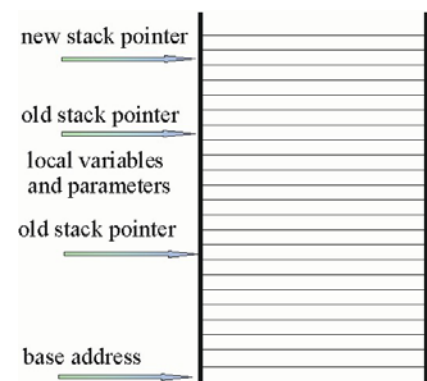 new stack pointer
old stack pointer
local variables
and parameters
old stack pointer
base address